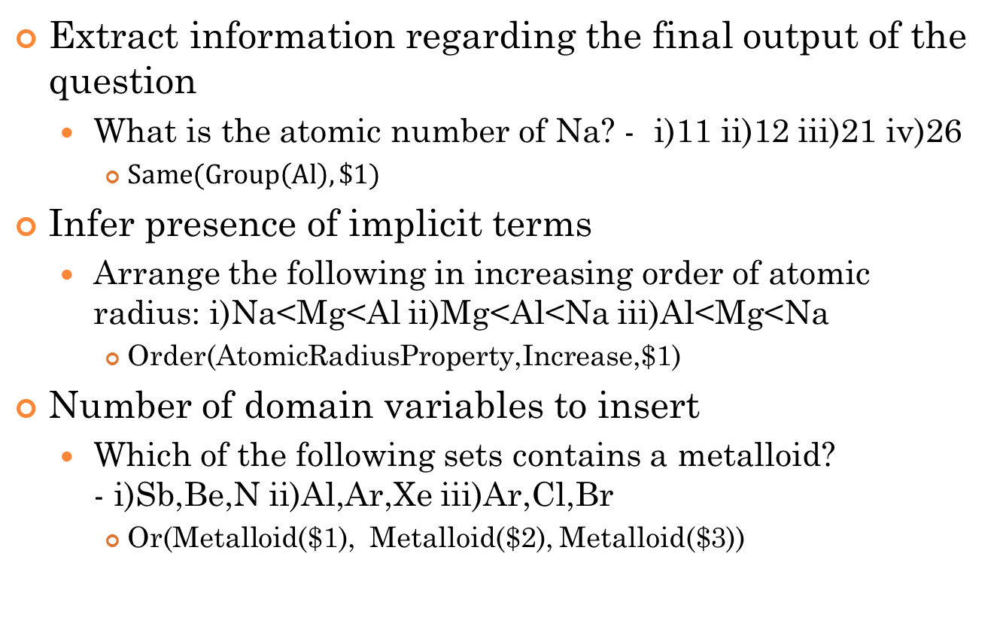 Extract information regarding the final output of the
question
What is the atomic number of Na? - i)11 ii)12 iii)21 iv)26
Same(Group(Al),$1)
Infer presence of implicit terms
Arrange the following in increasing order of atomic
radius: i)Na<Mg<Al ii)Mg<Al<Na iii)Al<Mg<Na
Order(AtomicRadiusProperty,Increase,$1)
Number of domain variables to insert
Which of the following sets contains a metalloid?
- i)Sb,Be,N ii)Al,Ar,Xe iii)Ar,Cl,Br
Or(Metalloid($1), Metalloid($2), Metalloid($3))